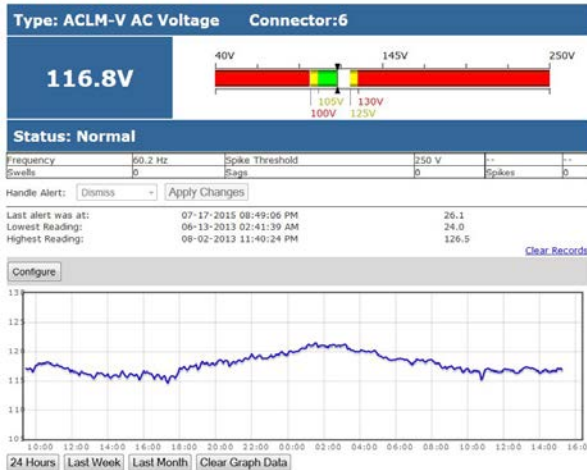 Type: ACLM-V AC Voltage Connector:6
116.8V
40V 145V 250V
105V 130V
100V 125V
Status: Normal
Frequency 60.2 Hz Spike Threshold 250 V -- --
Swells 0 Sags 0 Spikes 0
Handle Alert: Dismiss Apply Changes
Last alert was at: 07-17-2015 08:49:06 PM 26.1
Lowest Reading: 06-13-2013 02:41:39 AM 24.0
Highest Reading: 08-02-2013 11:40:24 PM 126.5
Clear Records
Configure
130
125
120
115
110
105
10:00 12:00 14:00 16:00 18:00 20:00 22:00 00:00 02:00 04:00 06:00 08:00 10:00 12:00 14:00 16:0
24 Hours Last Week Last Month Clear Graph Data